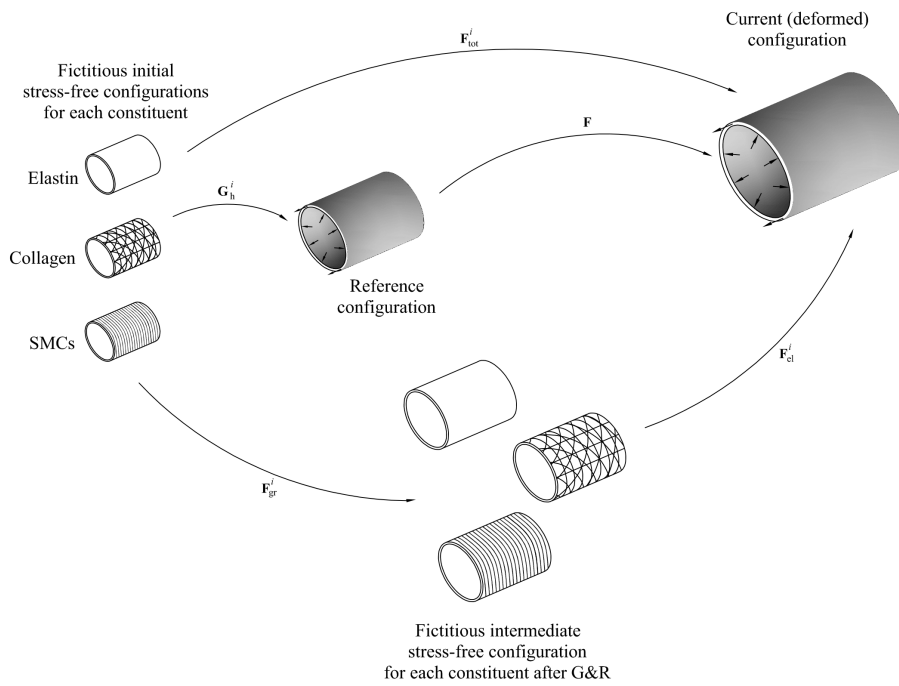 Current (deformed)
configuration
F^i_tot
Fictitious initial
stress-free configurations
for each constituent
F
Elastin
G^i_h
Collagen
Reference
configuration
SMCs
F^i_el
F^i_gr
Fictitious intermediate
stress-free configuration
for each constituent after G&R